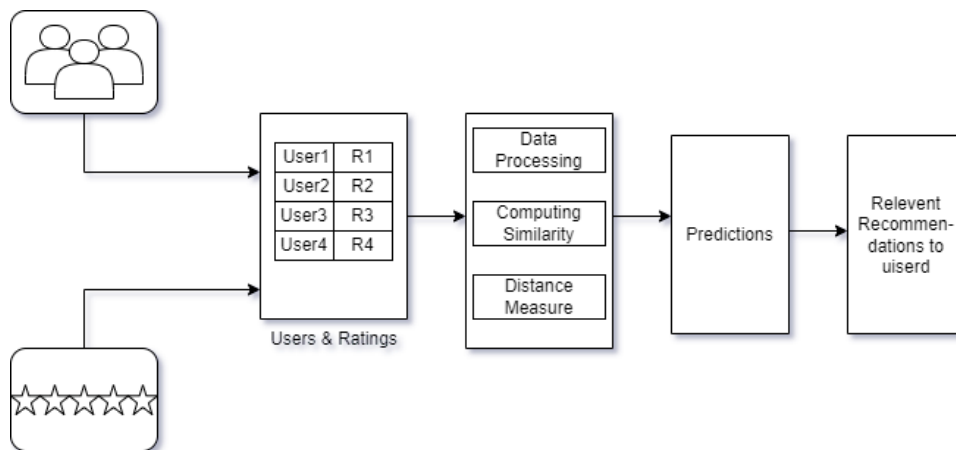 User1 R1
User2 R2
User3 R3
User4 R4
Users & Ratings
Data
Processing
Computing
Similarity
Distance
Measure
Predictions
Relevent
Recommen-
dations to
uiserd